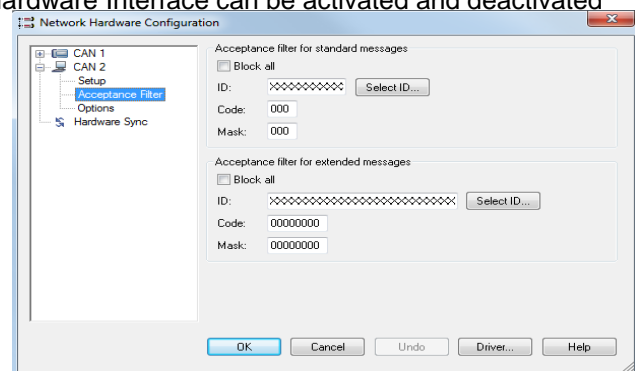 ardware Interface can be activated and deactivated
Network Hardware Configuration
CAN 1
CAN 2
Setup
Acceptance Filter
Options
Hardware Sync
Acceptance filter for standard messages
Block all
ID: XXXXXXXXXXX Select ID...
Code: 000
Mask: 000
Acceptance filter for extended messages
Block all
ID: XXXXXXXXXXXXXXXXXXXXXXXXXXXXX Select ID...
Code: 00000000
Mask: 00000000
OK Cancel Undo Driver... Help